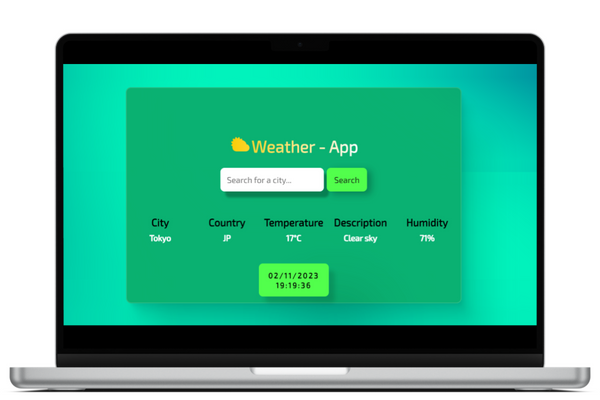 Weather - App
Search for a city... Search
City Country Temperature Description Humidity
Tokyo JP 17°C Clear sky 71%
02/11/2023
19:19:36